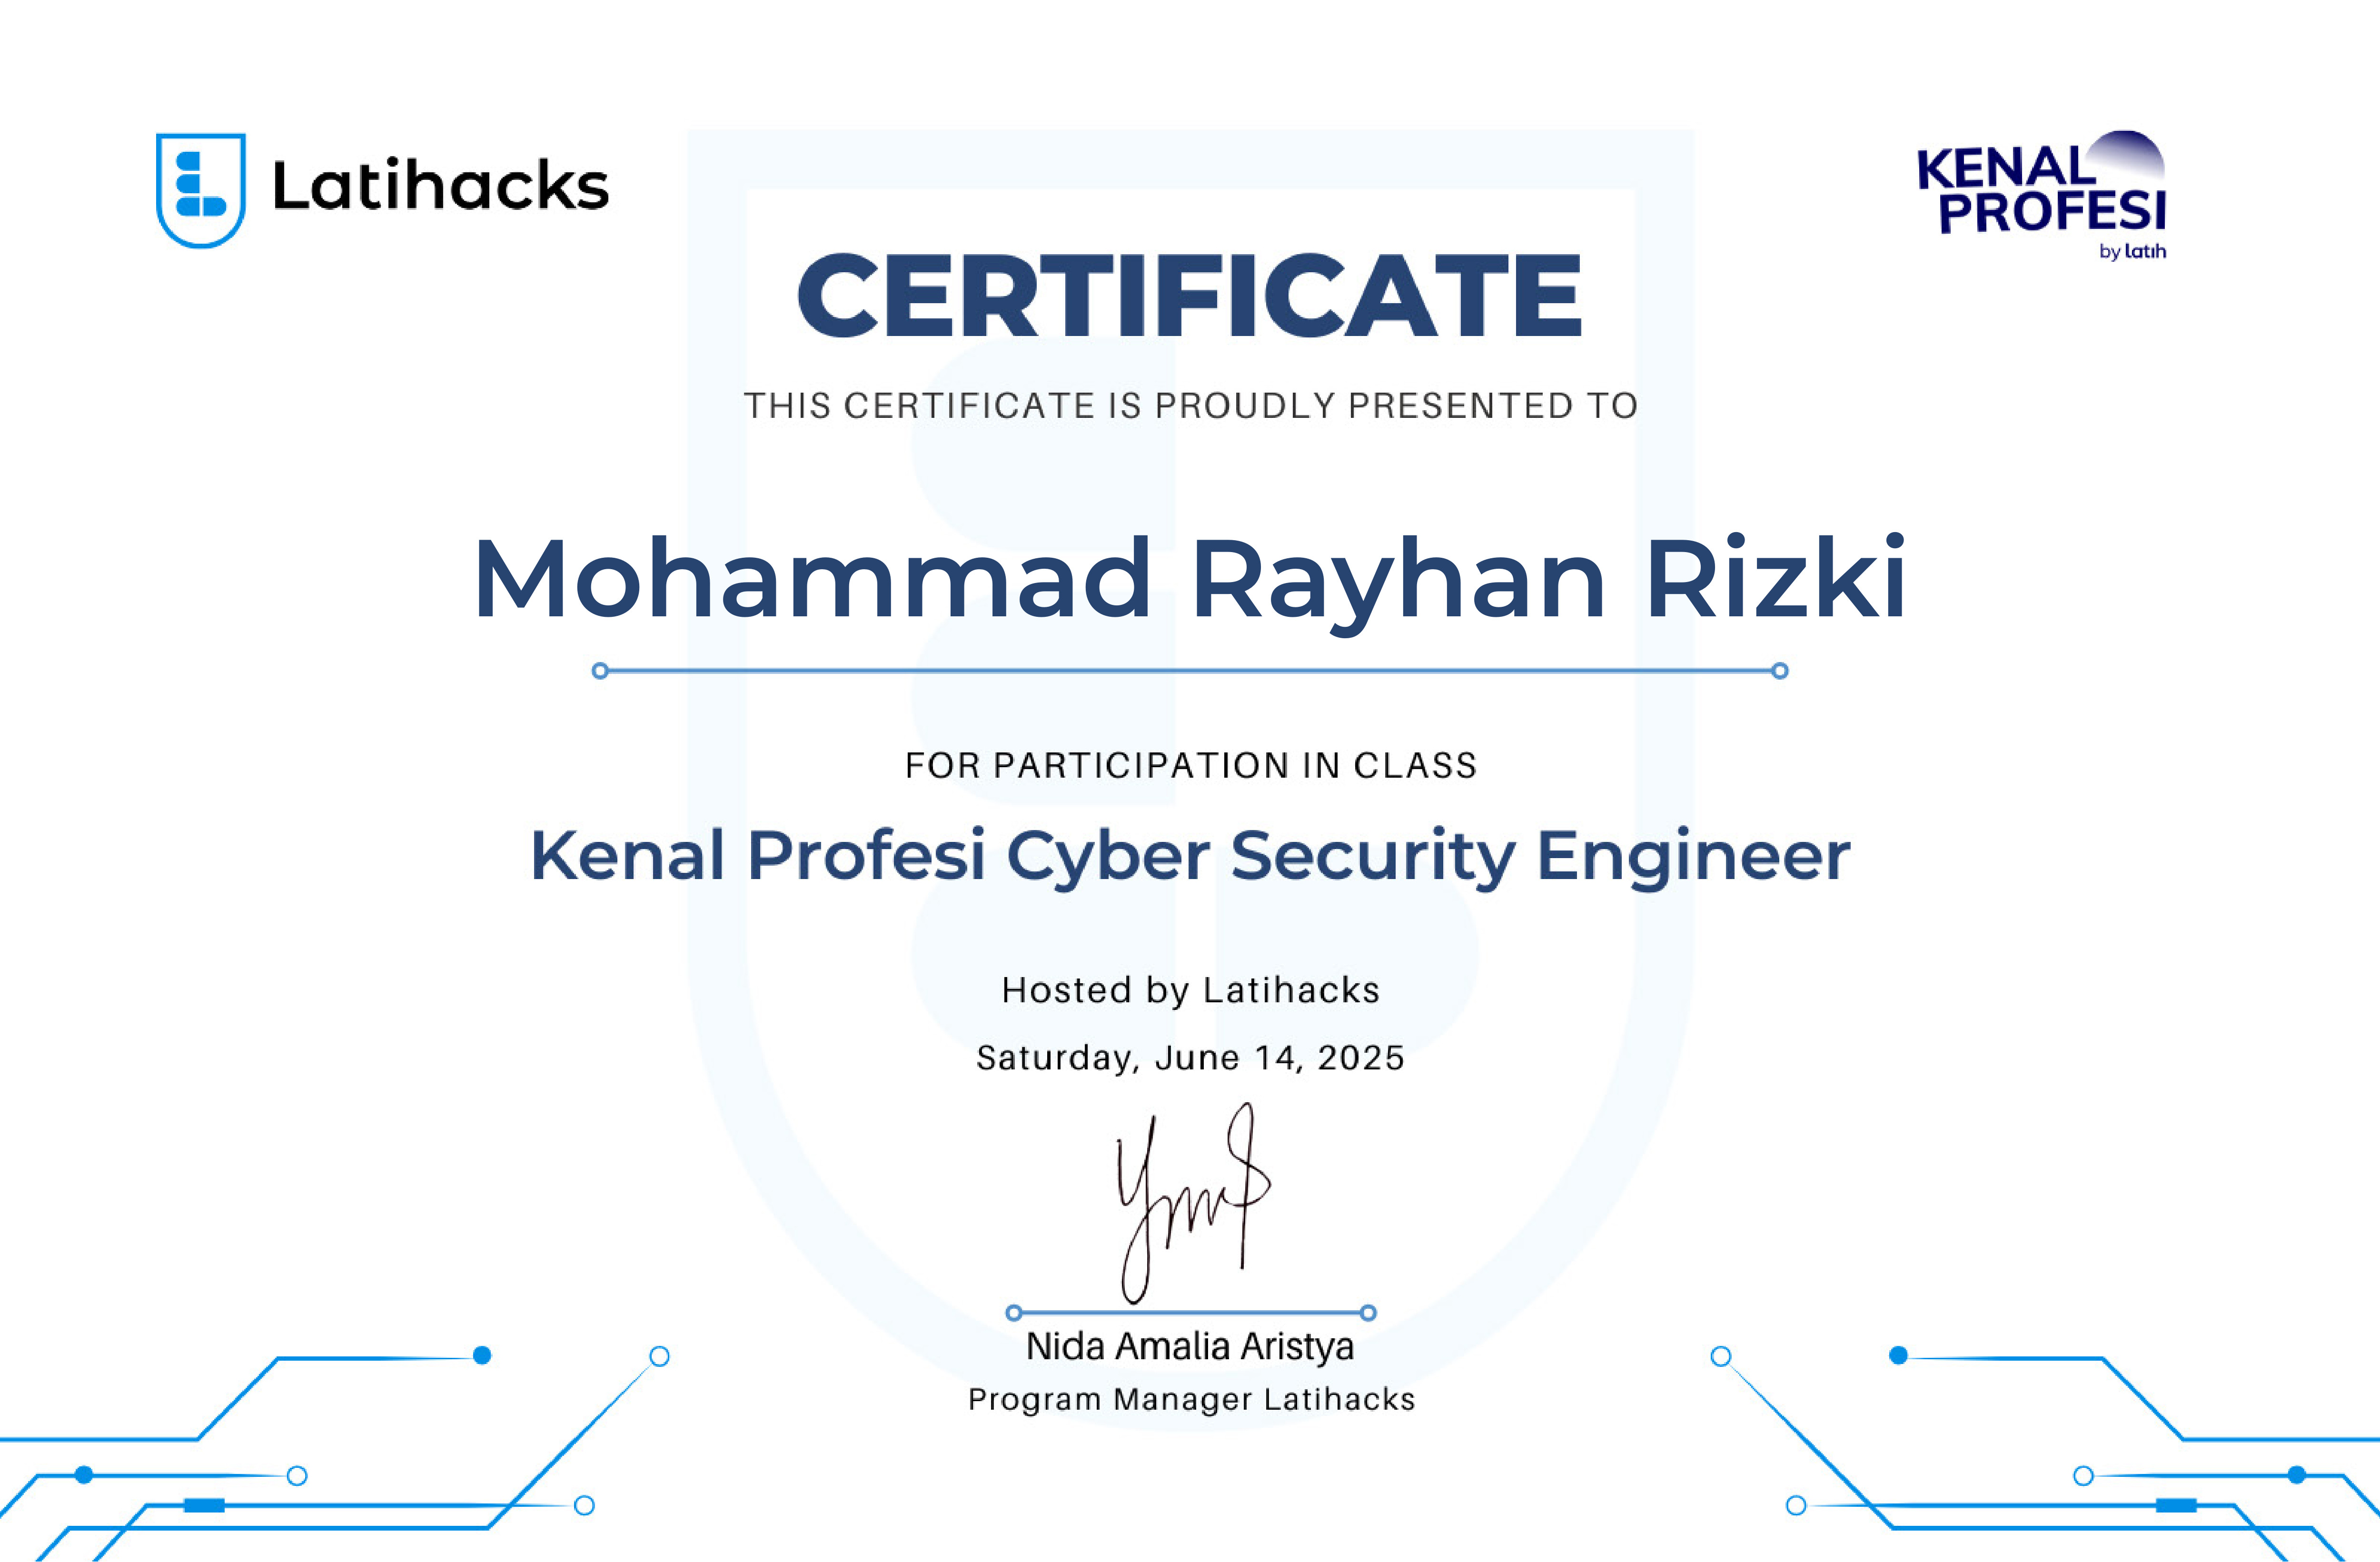 Latihacks
KENAL
PROFESI
by latih
CERTIFICATE
THIS CERTIFICATE IS PROUDLY PRESENTED TO
Mohammad Rayhan Rizki
FOR PARTICIPATION IN CLASS
Kenal Profesi Cyber Security Engineer
Hosted by Latihacks
Saturday, June 14, 2025
Nida Amalia Aristya
Program Manager Latihacks